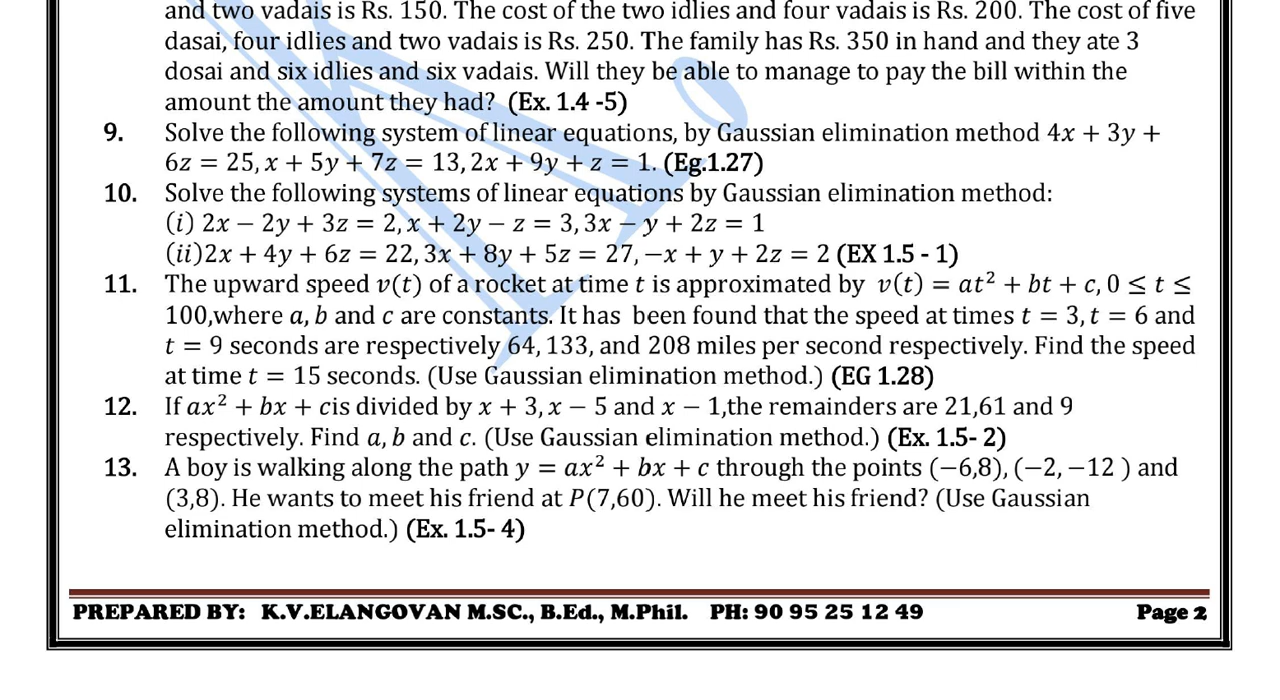 and two vadais is Rs. 150. The cost of the two idlies and four vadais is Rs. 200. The cost of five
dasai, four idlies and two vadais is Rs. 250. The family has Rs. 350 in hand and they ate 3
dosai and six idlies and six vadais. Will they be able to manage to pay the bill within the
amount the amount they had? (Ex. 1.4 -5)
9. Solve the following system of linear equations, by Gaussian elimination method 4x + 3y +
6z = 25, x + 5y + 7z = 13, 2x + 9y + z = 1. (Eg.1.27)
10. Solve the following systems of linear equations by Gaussian elimination method:
(i) 2x − 2y + 3z = 2, x + 2y − z = 3, 3x − y + 2z = 1
(ii)2x + 4y + 6z = 22, 3x + 8y + 5z = 27, −x + y + 2z = 2 (EX 1.5 - 1)
11. The upward speed v(t) of a rocket at time t is approximated by v(t) = at² + bt + c, 0 ≤ t ≤
100,where a, b and c are constants. It has been found that the speed at times t = 3, t = 6 and
t = 9 seconds are respectively 64, 133, and 208 miles per second respectively. Find the speed
at time t = 15 seconds. (Use Gaussian elimination method.) (EG 1.28)
12. If ax² + bx + cis divided by x + 3, x − 5 and x − 1,the remainders are 21,61 and 9
respectively. Find a, b and c. (Use Gaussian elimination method.) (Ex. 1.5- 2)
13. A boy is walking along the path y = ax² + bx + c through the points (−6,8), (−2, −12 ) and
(3,8). He wants to meet his friend at P(7,60). Will he meet his friend? (Use Gaussian
elimination method.) (Ex. 1.5- 4)
PREPARED BY: K.V.ELANGOVAN M.SC., B.Ed., M.Phil. PH: 90 95 25 12 49 Page 2